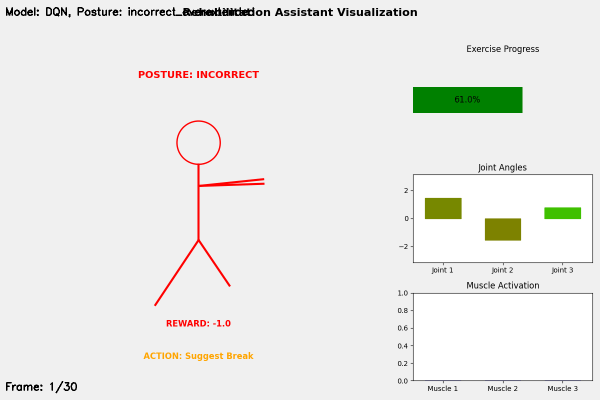 Model: DQN, Posture: incorrect
Rehabilitation Assistant Visualization
POSTURE: INCORRECT
REWARD: -1.0
ACTION: Suggest Break
Frame: 1/30
Exercise Progress
61.0%
Joint Angles
2
0
−2
Joint 1 Joint 2 Joint 3
Muscle Activation
1.0
0.8
0.6
0.4
0.2
0.0
Muscle 1 Muscle 2 Muscle 3